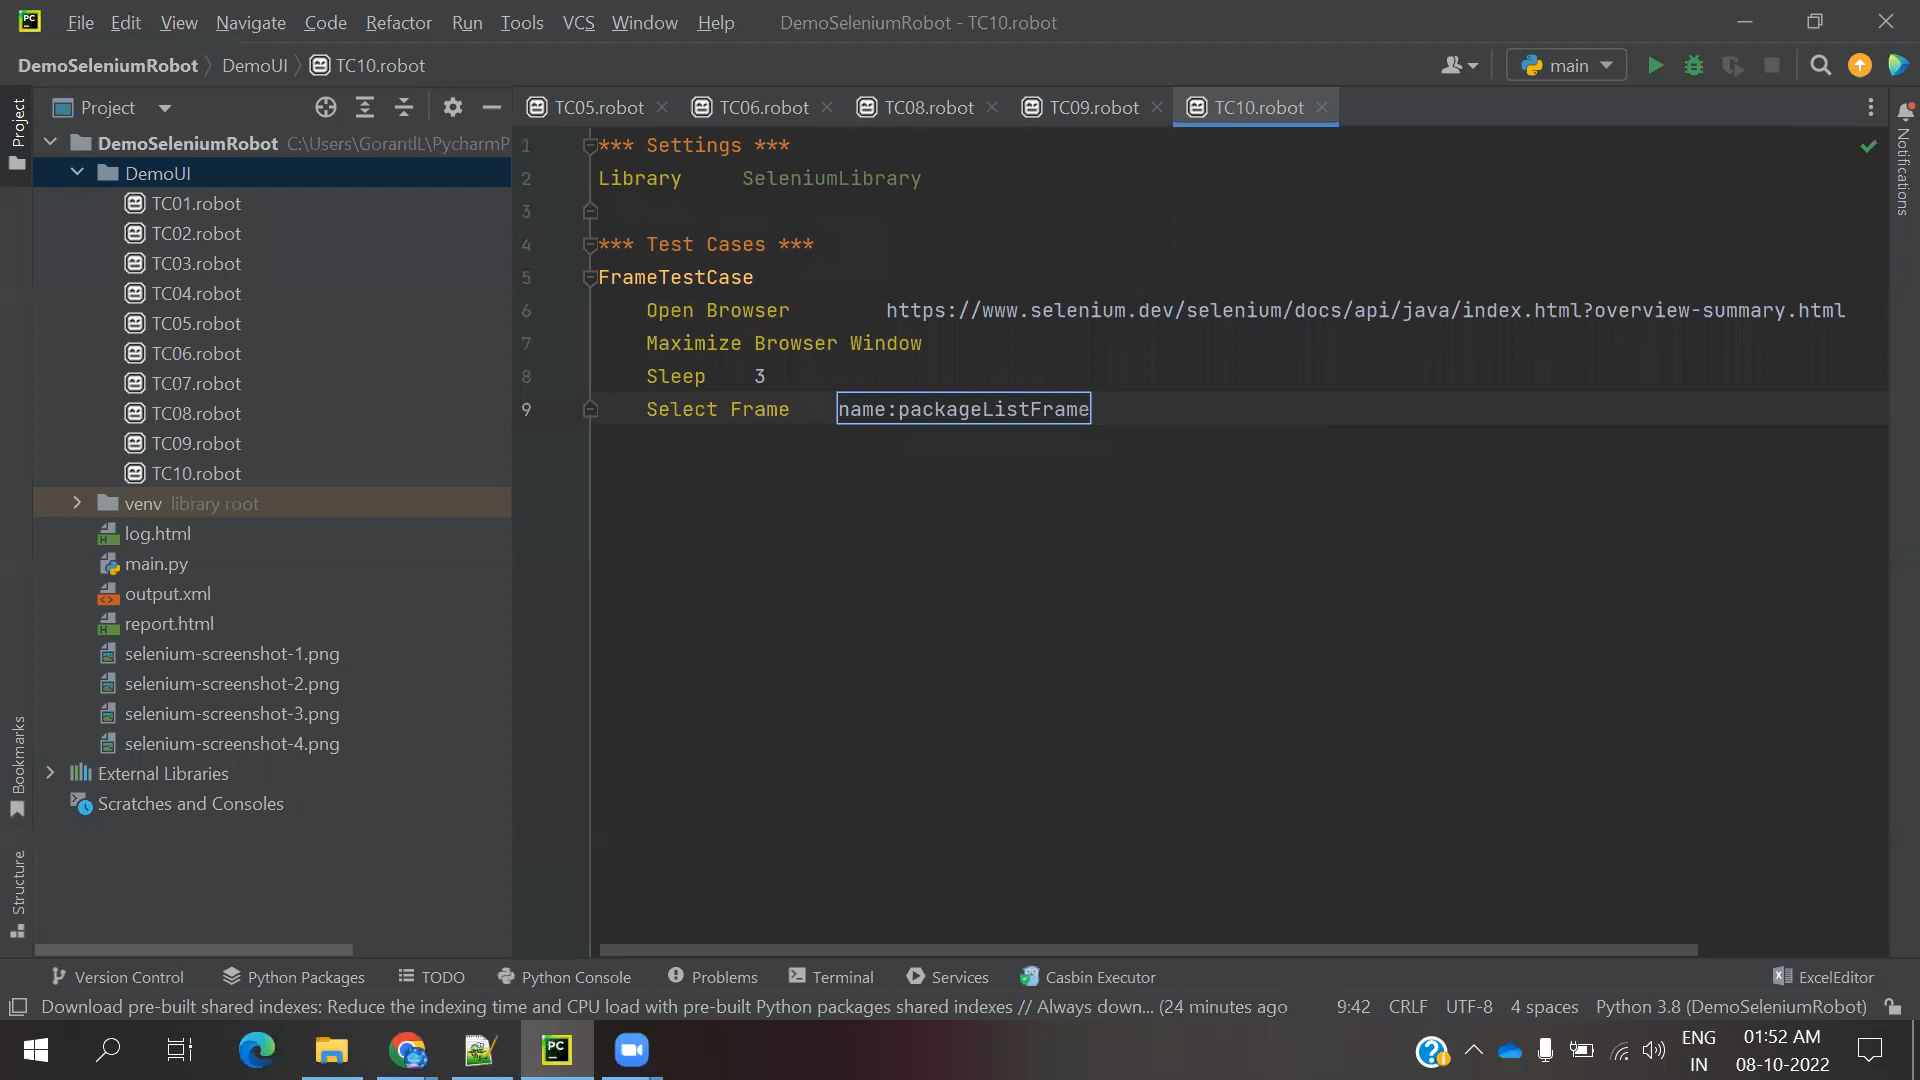 PC File Edit View Navigate Code Refactor Run Tools VCS Window Help DemoSeleniumRobot - TC10.robot
DemoSeleniumRobot DemoUI TC10.robot main
Project TC05.robot TC06.robot TC08.robot TC09.robot TC10.robot
Project
Notifications
DemoSeleniumRobot C:\Users\GorantlL\PycharmP
DemoUI
TC01.robot
TC02.robot
TC03.robot
TC04.robot
TC05.robot
TC06.robot
TC07.robot
TC08.robot
TC09.robot
TC10.robot
venv library root
log.html
main.py
output.xml
report.html
selenium-screenshot-1.png
selenium-screenshot-2.png
selenium-screenshot-3.png
selenium-screenshot-4.png
External Libraries
Scratches and Consoles
Bookmarks
Structure
1 *** Settings ***
2 Library SeleniumLibrary
3
4 *** Test Cases ***
5 FrameTestCase
6 Open Browser https://www.selenium.dev/selenium/docs/api/java/index.html?overview-summary.html
7 Maximize Browser Window
8 Sleep 3
9 Select Frame name:packageListFrame
Version Control Python Packages TODO Python Console Problems Terminal Services Casbin Executor ExcelEditor
Download pre-built shared indexes: Reduce the indexing time and CPU load with pre-built Python packages shared indexes // Always down... (24 minutes ago 9:42 CRLF UTF-8 4 spaces Python 3.8 (DemoSeleniumRobot)
PC
ENG 01:52 AM
IN 08-10-2022